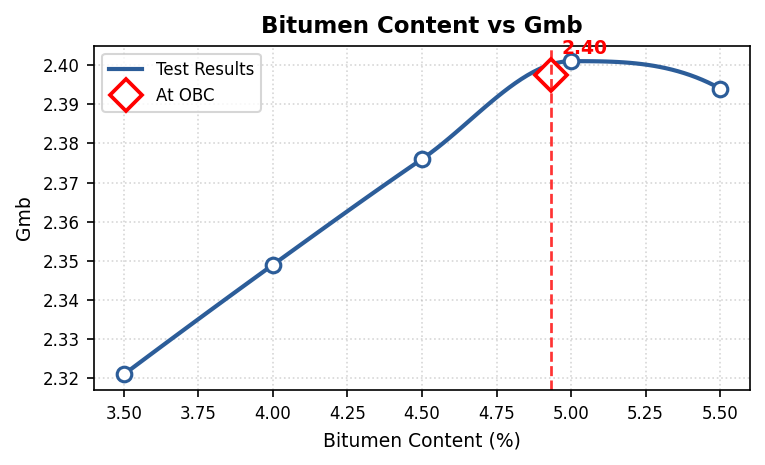 Bitumen Content vs Gmb
2.40
Test Results
At OBC
2.40
2.39
2.38
2.37
2.36
2.35
2.34
2.33
2.32
Gmb
3.50 3.75 4.00 4.25 4.50 4.75 5.00 5.25 5.50
Bitumen Content (%)